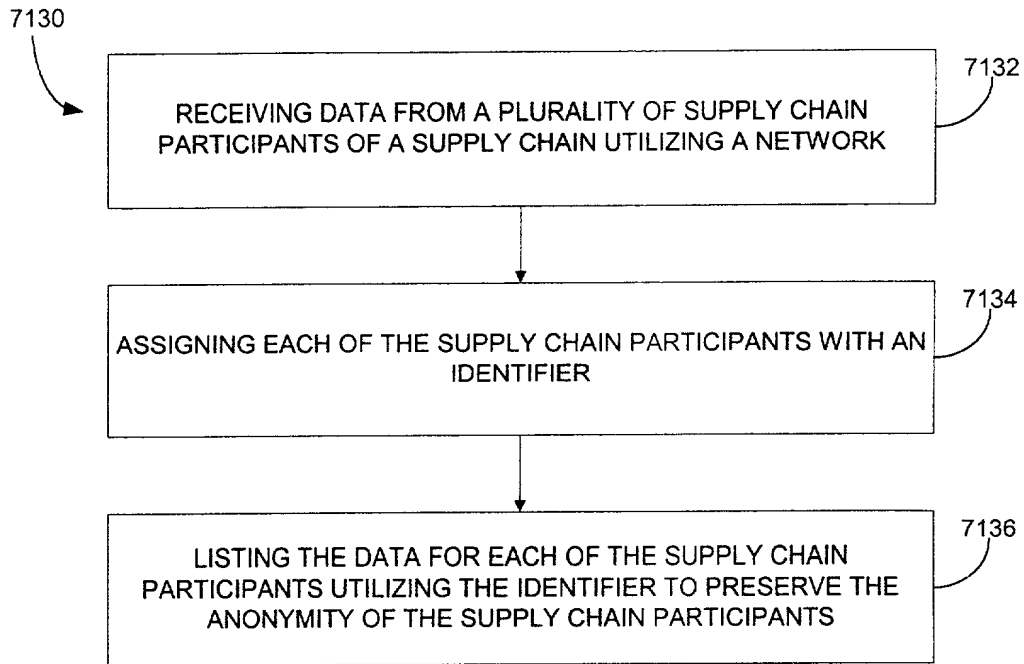 7130
7132
RECEIVING DATA FROM A PLURALITY OF SUPPLY CHAIN
PARTICIPANTS OF A SUPPLY CHAIN UTILIZING A NETWORK
7134
ASSIGNING EACH OF THE SUPPLY CHAIN PARTICIPANTS WITH AN
IDENTIFIER
7136
LISTING THE DATA FOR EACH OF THE SUPPLY CHAIN
PARTICIPANTS UTILIZING THE IDENTIFIER TO PRESERVE THE
ANONYMITY OF THE SUPPLY CHAIN PARTICIPANTS